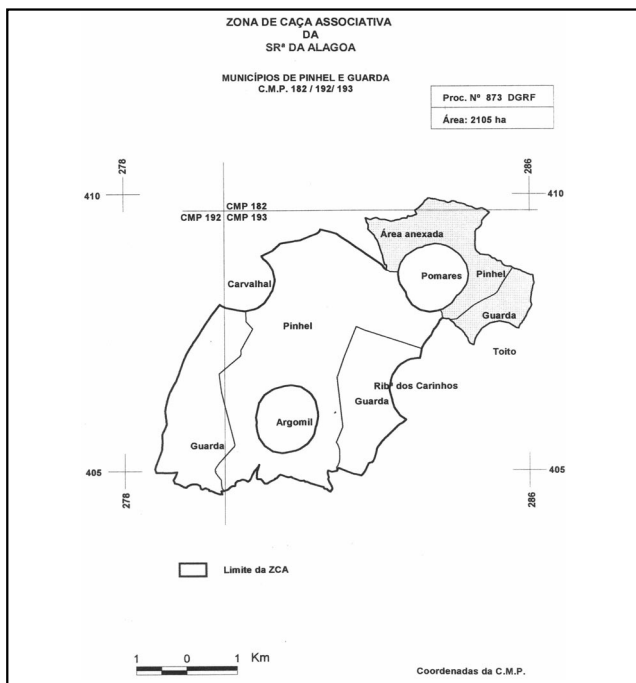 ZONA DE CAÇA ASSOCIATIVA
DA
SRª DA ALAGOA
MUNICÍPIOS DE PINHEL E GUARDA
C.M.P. 182 / 192/ 193
Proc. Nº 873 DGRF
Área: 2105 ha
278
286
410
410
CMP 182
CMP 192
CMP 193
Área anexada
Carvalhal
Pomares
Pinhel
Pinhel
Guarda
Toito
Ribª dos Carinhos
Guarda
Argomil
Guarda
405
405
278
286
Limite da ZCA
1 0 1 Km
Coordenadas da C.M.P.